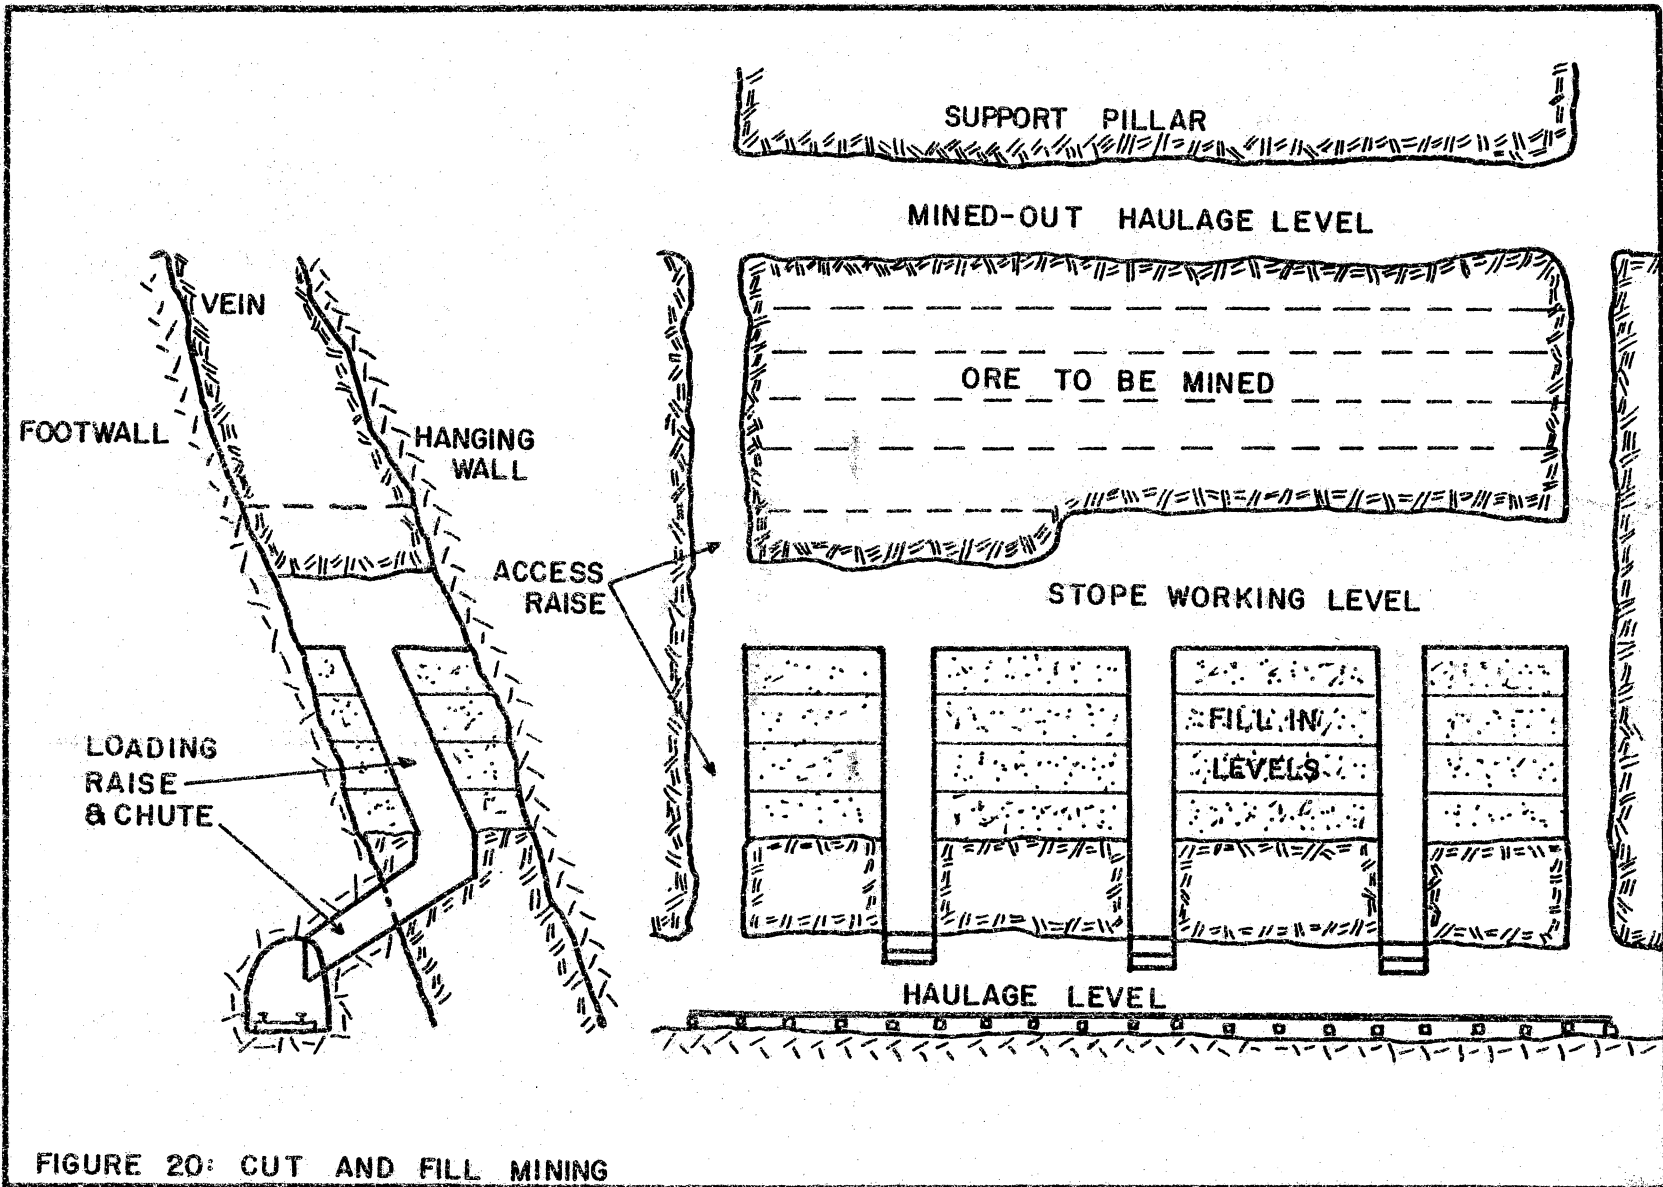 SUPPORT PILLAR
MINED-OUT HAULAGE LEVEL
VEIN
ORE TO BE MINED
FOOTWALL
HANGING
WALL
ACCESS
RAISE
STOPE WORKING LEVEL
FILL IN
LEVELS
LOADING
RAISE
& CHUTE
HAULAGE LEVEL
FIGURE 20: CUT AND FILL MINING